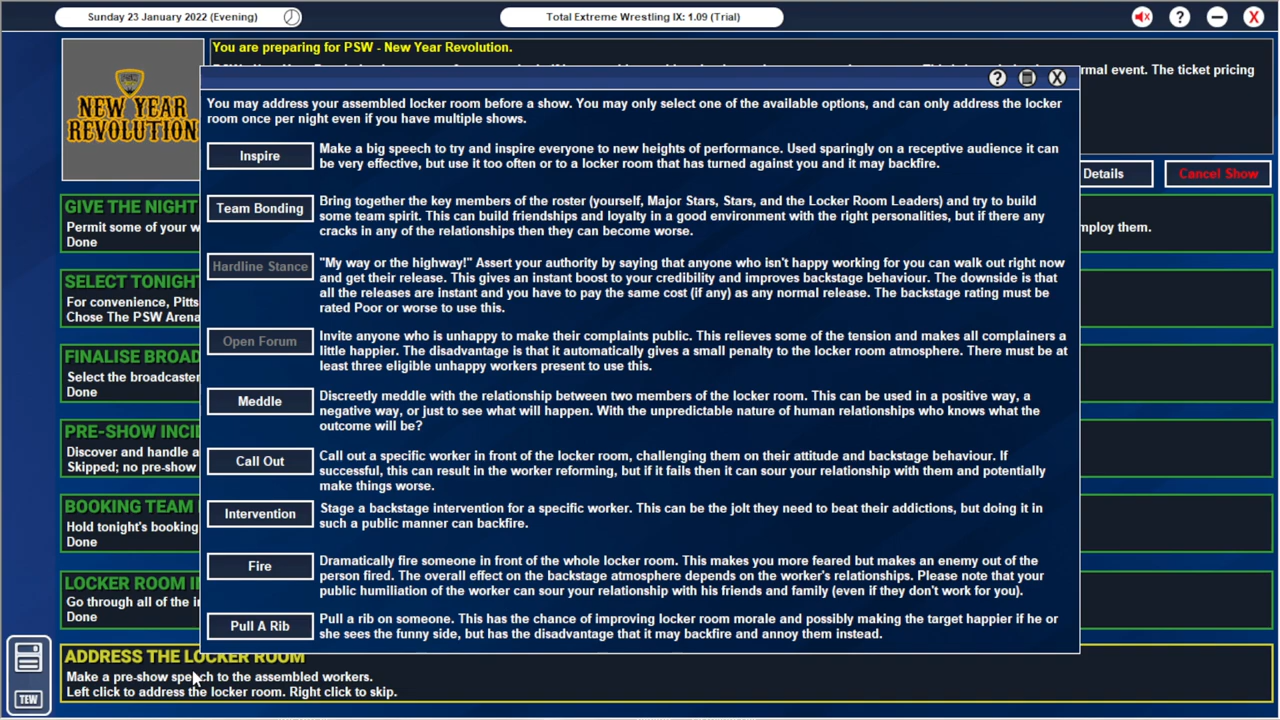 Sunday 23 January 2022 (Evening)
Total Extreme Wrestling IX: 1.09 (Trial)
? X
PSW
NEW YEAR
REVOLUTION
You are preparing for PSW - New Year Revolution.
rmal event. The ticket pricing
? X
You may address your assembled locker room before a show. You may only select one of the available options, and can only address the locker
room once per night even if you have multiple shows.
Inspire
Make a big speech to try and inspire everyone to new heights of performance. Used sparingly on a receptive audience it can
be very effective, but use it too often or to a locker room that has turned against you and it may backfire.
Details
Cancel Show
Team Bonding
Bring together the key members of the roster (yourself, Major Stars, Stars, and the Locker Room Leaders) and try to build
some team spirit. This can build friendships and loyalty in a good environment with the right personalities, but if there any
cracks in any of the relationships then they can become worse.
GIVE THE NIGHT
Permit some of your w
Done
mploy them.
Hardline Stance
"My way or the highway!" Assert your authority by saying that anyone who isn't happy working for you can walk out right now
and get their release. This gives an instant boost to your credibility and improves backstage behaviour. The downside is that
all the releases are instant and you have to pay the same cost (if any) as any normal release. The backstage rating must be
rated Poor or worse to use this.
SELECT TONIGH
For convenience, Pitts
Chose The PSW Arena
Open Forum
Invite anyone who is unhappy to make their complaints public. This relieves some of the tension and makes all complainers a
little happier. The disadvantage is that it automatically gives a small penalty to the locker room atmosphere. There must be at
least three eligible unhappy workers present to use this.
FINALISE BROAD
Select the broadcaster
Done
Meddle
Discreetly meddle with the relationship between two members of the locker room. This can be used in a positive way, a
negative way, or just to see what will happen. With the unpredictable nature of human relationships who knows what the
outcome will be?
PRE-SHOW INCI
Discover and handle a
Skipped; no pre-show
Call Out
Call out a specific worker in front of the locker room, challenging them on their attitude and backstage behaviour. If
successful, this can result in the worker reforming, but if it fails then it can sour your relationship with them and potentially
make things worse.
BOOKING TEAM
Hold tonight's booking
Done
Intervention
Stage a backstage intervention for a specific worker. This can be the jolt they need to beat their addictions, but doing it in
such a public manner can backfire.
Fire
Dramatically fire someone in front of the whole locker room. This makes you more feared but makes an enemy out of the
person fired. The overall effect on the backstage atmosphere depends on the worker's relationships. Please note that your
public humiliation of the worker can sour your relationship with his friends and family (even if they don't work for you).
LOCKER ROOM I
Go through all of the i
Done
Pull A Rib
Pull a rib on someone. This has the chance of improving locker room morale and possibly making the target happier if he or
she sees the funny side, but has the disadvantage that it may backfire and annoy them instead.
ADDRESS THE LOCKER ROOM
Make a pre-show speech to the assembled workers.
Left click to address the locker room. Right click to skip.
TEW